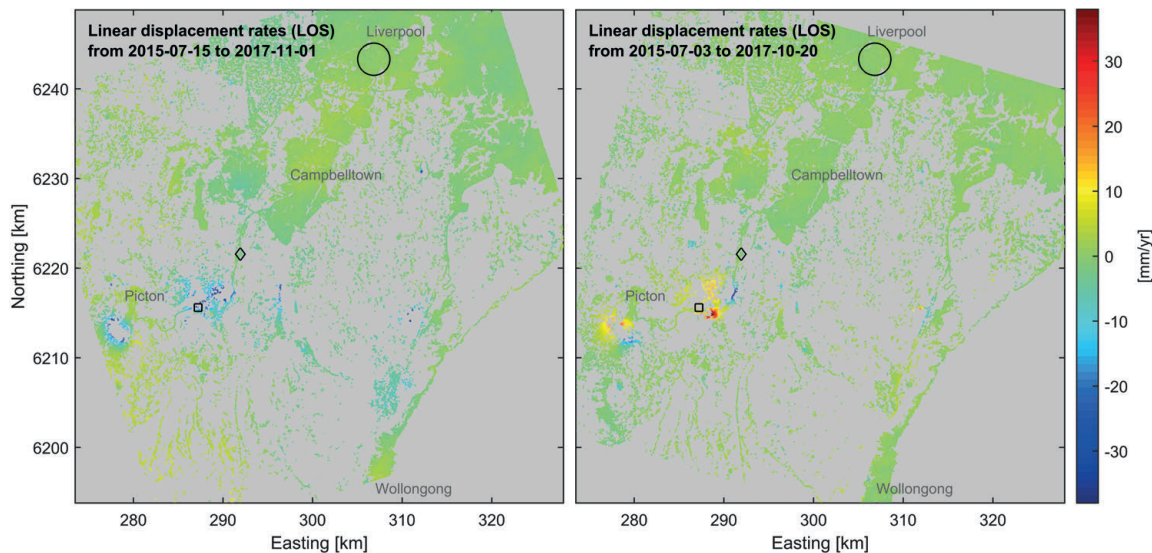 Linear displacement rates (LOS)
from 2015-07-15 to 2017-11-01
Liverpool
Campbelltown
Picton
Wollongong
Linear displacement rates (LOS)
from 2015-07-03 to 2017-10-20
Liverpool
Campbelltown
Picton
Wollongong
6240
6230
6220
6210
6200
Northing [km]
280 290 300 310 320
Easting [km]
280 290 300 310 320
Easting [km]
30
20
10
0
-10
-20
-30
[mm/yr]